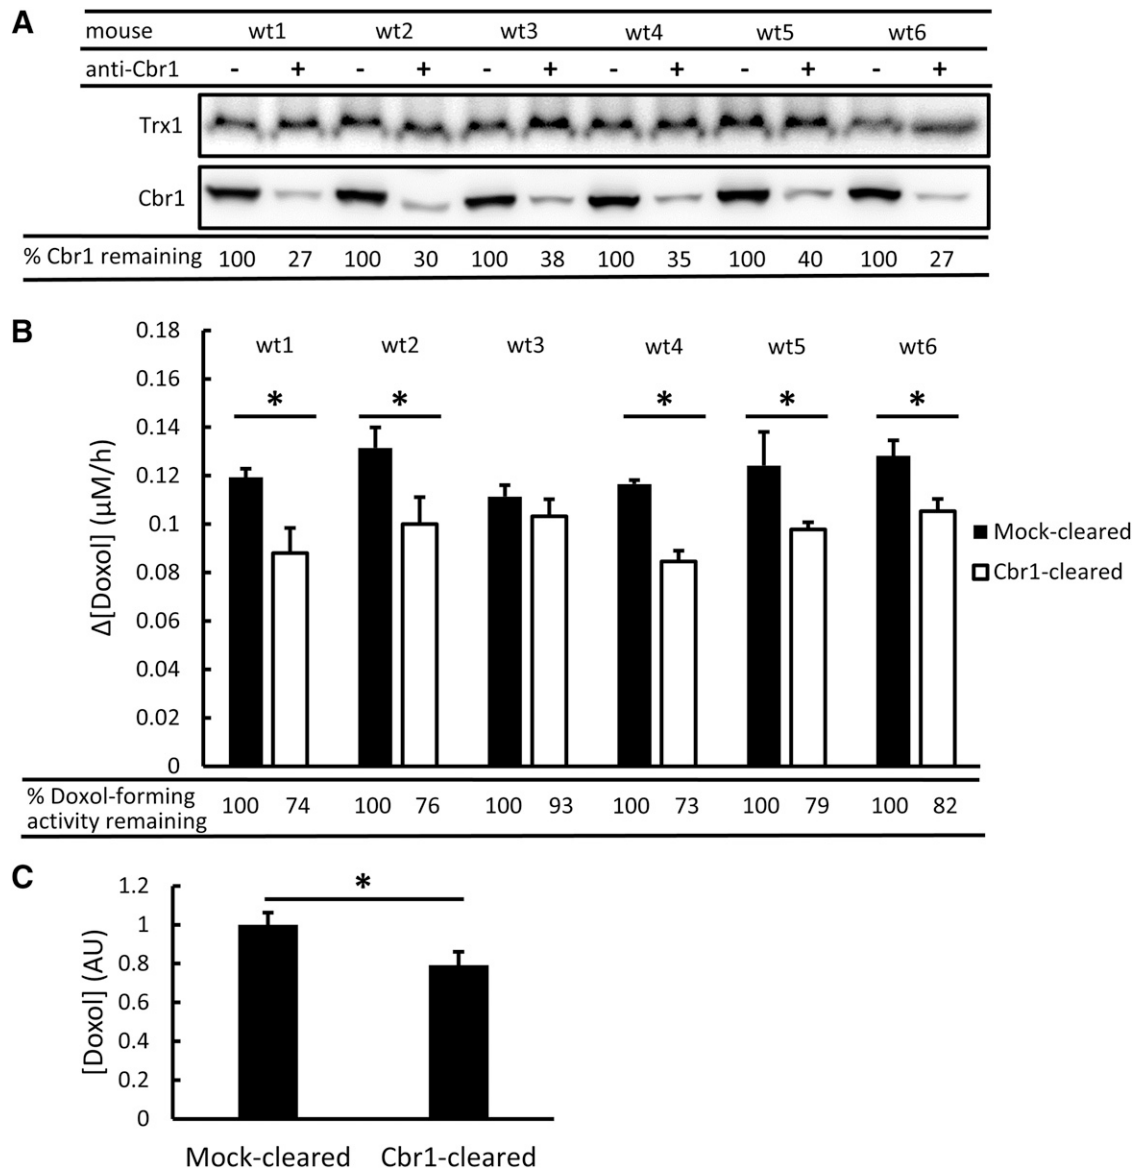 A
mouse wt1 wt2 wt3 wt4 wt5 wt6
anti-Cbr1 - + - + - + - + - + - +
Trx1
Cbr1
% Cbr1 remaining 100 27 100 30 100 38 100 35 100 40 100 27
B
0.18
wt1 wt2 wt3 wt4 wt5 wt6
0.16
* * * * *
0.14
0.12
0.1
0.08
0.06
0.04
0.02
0
Δ[Doxol] (µM/h)
Mock-cleared
Cbr1-cleared
% Doxol-forming
activity remaining
100 74 100 76 100 93 100 73 100 79 100 82
C
1.2
*
1
0.8
0.6
0.4
0.2
0
[Doxol] (AU)
Mock-cleared Cbr1-cleared